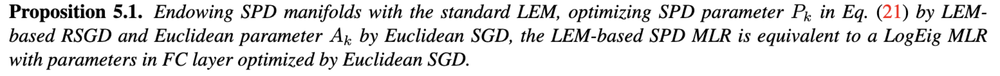 Proposition 5.1. Endowing SPD manifolds with the standard LEM, optimizing SPD parameter P_k in Eq. (21) by LEM-
based RSGD and Euclidean parameter A_k by Euclidean SGD, the LEM-based SPD MLR is equivalent to a LogEig MLR
with parameters in FC layer optimized by Euclidean SGD.